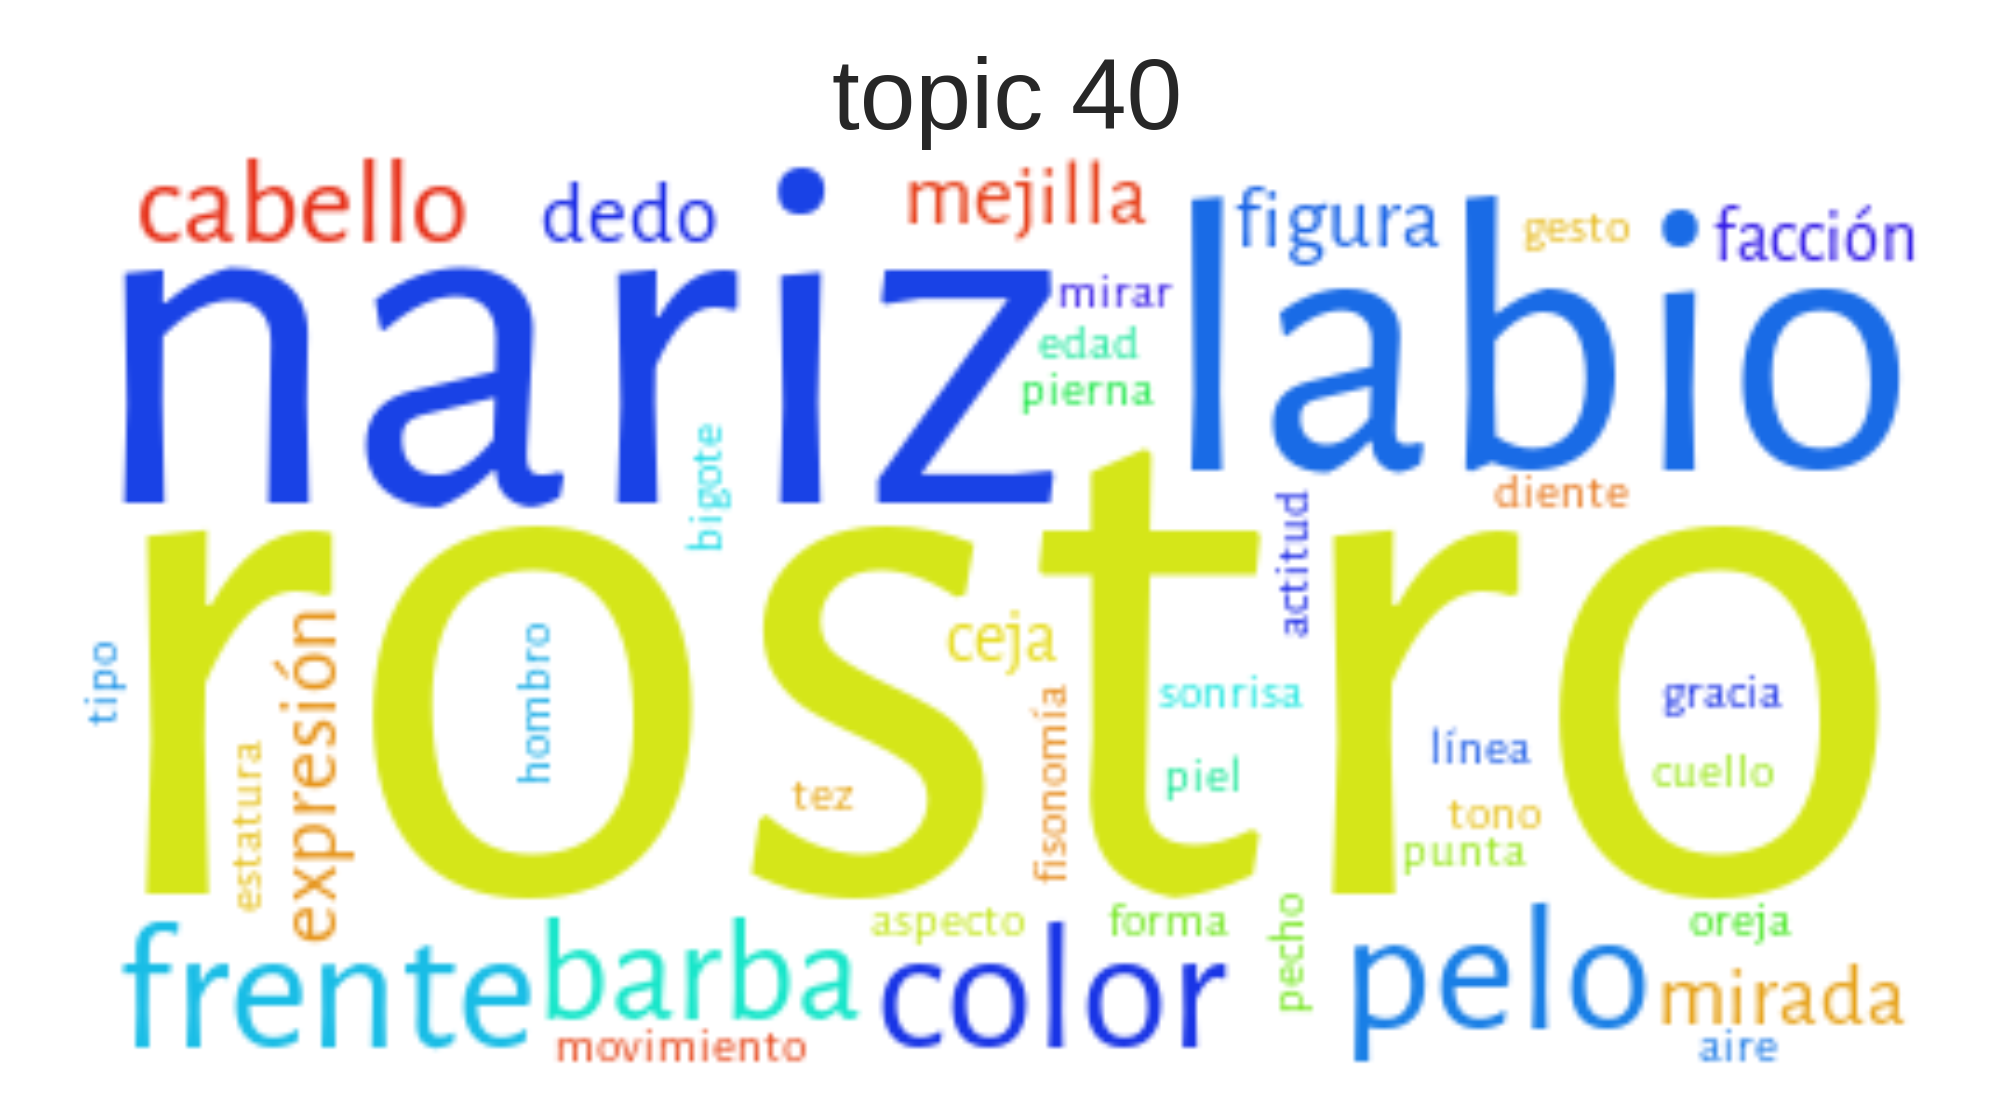 topic 40
cabello
dedo
mejilla
figura
gesto
facción
nariz
labio
mirar
edad
pierna
bigote
diente
actitud
rostro
tipo
estatura
expresión
hombro
ceja
tez
fisonomía
sonrisa
piel
gracia
línea
cuello
tono
punta
frente
barba
aspecto
color
forma
pecho
pelo
oreja
mirada
movimiento
aire